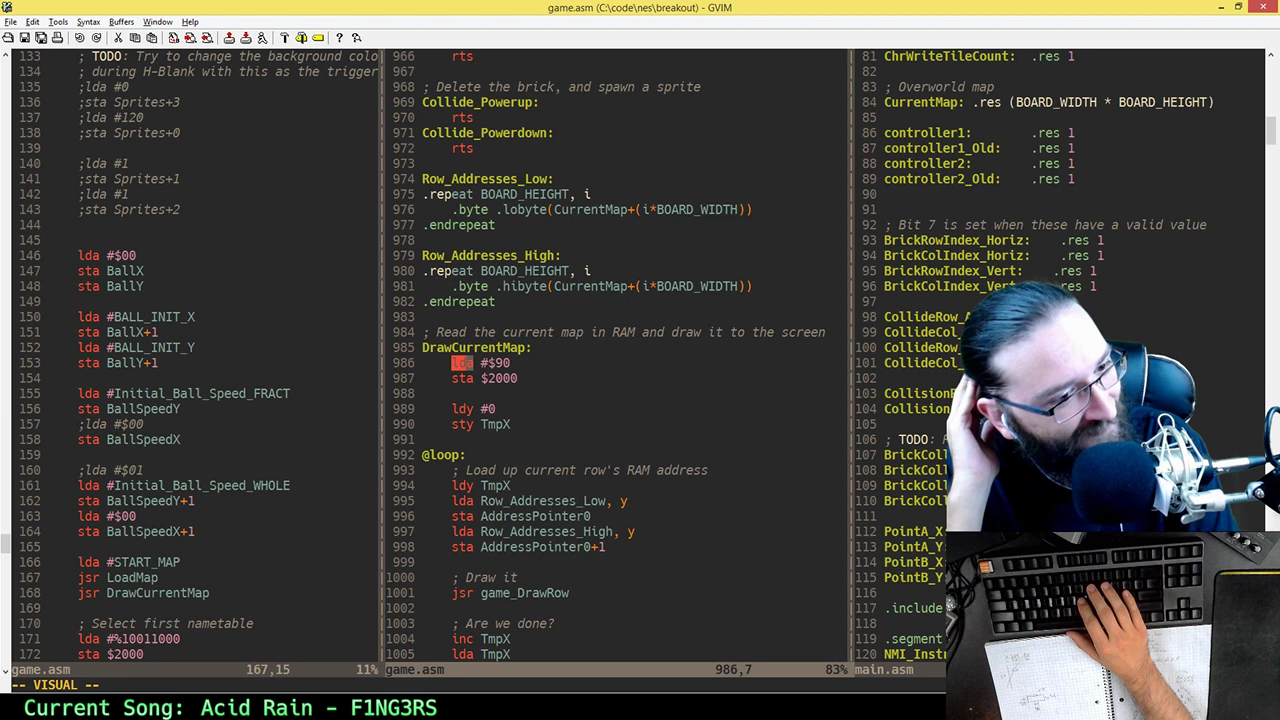 game.asm (C:\code\nes\breakout) - GVIM
File Edit Tools Syntax Buffers Window Help
133 ; TODO: Try to change the background colo
134 ; during H-Blank with this as the trigger
135 ;lda #0
136 ;sta Sprites+3
137 ;lda #120
138 ;sta Sprites+0
139
140 ;lda #1
141 ;sta Sprites+1
142 ;lda #1
143 ;sta Sprites+2
144
145
146 lda #$00
147 sta BallX
148 sta BallY
149
150 lda #BALL_INIT_X
151 sta BallX+1
152 lda #BALL_INIT_Y
153 sta BallY+1
154
155 lda #Initial_Ball_Speed_FRACT
156 sta BallSpeedY
157 ;lda #$00
158 sta BallSpeedX
159
160 ;lda #$01
161 lda #Initial_Ball_Speed_WHOLE
162 sta BallSpeedY+1
163 lda #$00
164 sta BallSpeedX+1
165
166 lda #START_MAP
167 jsr LoadMap
168 jsr DrawCurrentMap
169
170 ; Select first nametable
171 lda #%10011000
172 sta $2000
game.asm 167,15 11%
966 rts
967
968 ; Delete the brick, and spawn a sprite
969 Collide_Powerup:
970 rts
971 Collide_Powerdown:
972 rts
973
974 Row_Addresses_Low:
975 .repeat BOARD_HEIGHT, i
976 .byte .lobyte(CurrentMap+(i*BOARD_WIDTH))
977 .endrepeat
978
979 Row_Addresses_High:
980 .repeat BOARD_HEIGHT, i
981 .byte .hibyte(CurrentMap+(i*BOARD_WIDTH))
982 .endrepeat
983
984 ; Read the current map in RAM and draw it to the screen
985 DrawCurrentMap:
986 lda #$90
987 sta $2000
988
989 ldy #0
990 sty TmpX
991
992 @loop:
993 ; Load up current row's RAM address
994 ldy TmpX
995 lda Row_Addresses_Low, y
996 sta AddressPointer0
997 lda Row_Addresses_High, y
998 sta AddressPointer0+1
999
1000 ; Draw it
1001 jsr game_DrawRow
1002
1003 ; Are we done?
1004 inc TmpX
1005 lda TmpX
game.asm 986,7 83%
81 ChrWriteTileCount: .res 1
82
83 ; Overworld map
84 CurrentMap: .res (BOARD_WIDTH * BOARD_HEIGHT)
85
86 controller1: .res 1
87 controller1_Old: .res 1
88 controller2: .res 1
89 controller2_Old: .res 1
90
91
92 ; Bit 7 is set when these have a valid value
93 BrickRowIndex_Horiz: .res 1
94 BrickColIndex_Horiz: .res 1
95 BrickRowIndex_Vert: .res 1
96 BrickColIndex_Vert: .res 1
97
98 CollideRow_
99 CollideCol_
100 CollideRow_
101 CollideCol_
102
103
104 Collision
105
106 ; TODO:
107 BrickCol
108 BrickCol
109 BrickCol
110 BrickCol
111
112 PointA_X
113 PointA_Y
114 PointB_X
115 PointB_Y
116
117 .include
118
119 .segment
120 NMI_Instr
main.asm
-- VISUAL --
Current Song: Acid Rain - F1NG3RS